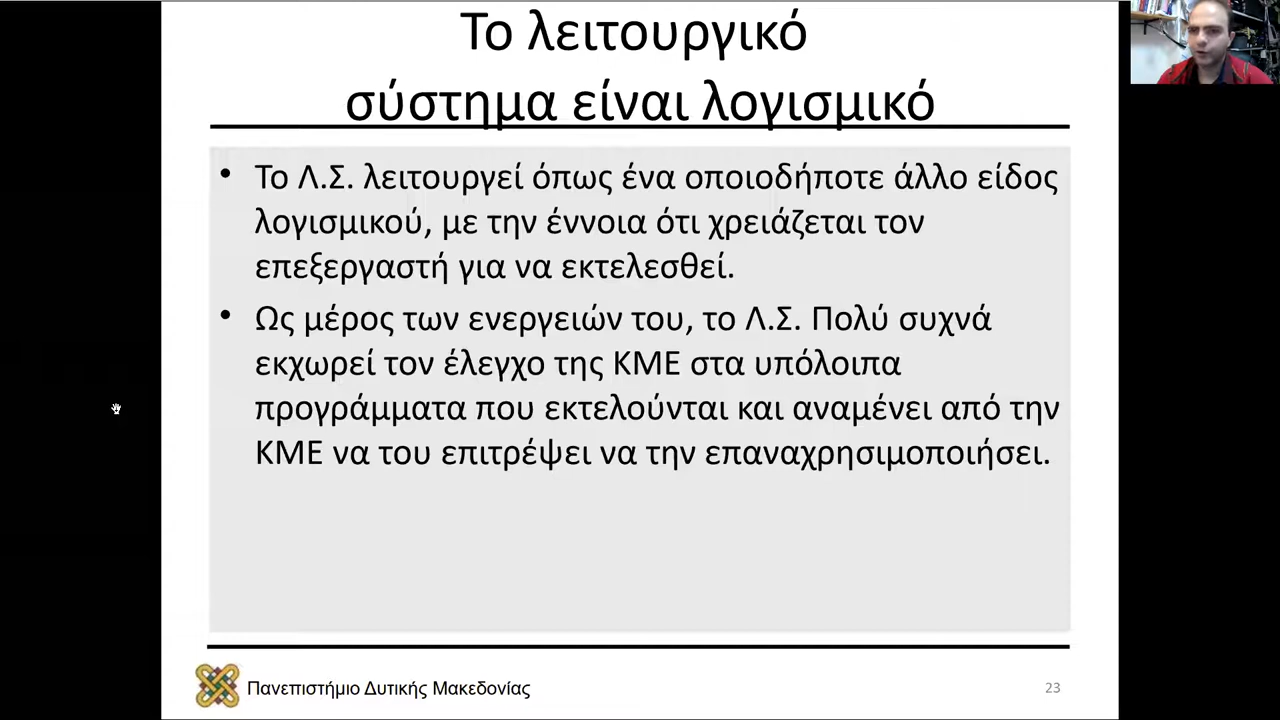 Το λειτουργικό
σύστημα είναι λογισμικό
• Το Λ.Σ. λειτουργεί όπως ένα οποιοδήποτε άλλο είδος
λογισμικού, με την έννοια ότι χρειάζεται τον
επεξεργαστή για να εκτελεσθεί.
• Ως μέρος των ενεργειών του, το Λ.Σ. Πολύ συχνά
εκχωρεί τον έλεγχο της ΚΜΕ στα υπόλοιπα
προγράμματα που εκτελούνται και αναμένει από την
ΚΜΕ να του επιτρέψει να την επαναχρησιμοποιήσει.
Πανεπιστήμιο Δυτικής Μακεδονίας
23